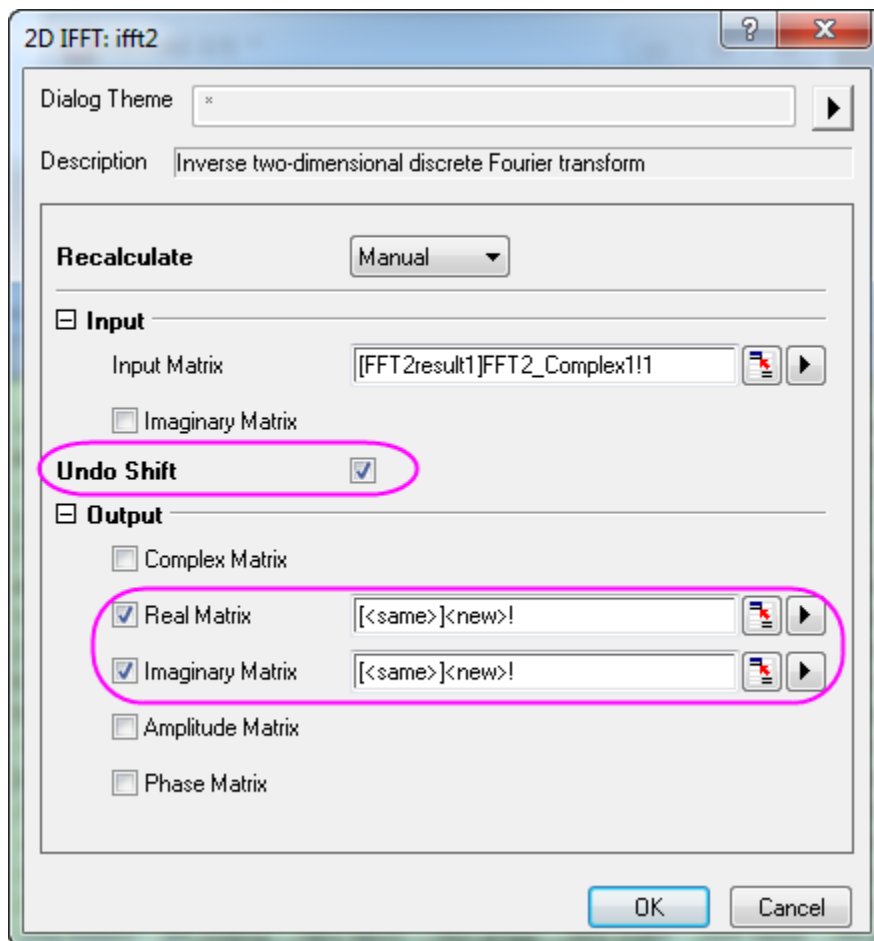 2D IFFT: ifft2
Dialog Theme *
Description Inverse two-dimensional discrete Fourier transform
Recalculate Manual
Input
Input Matrix [FFT2result1]FFT2_Complex1!1
Imaginary Matrix
Undo Shift
Output
Complex Matrix
Real Matrix [<same>]<new>!
Imaginary Matrix [<same>]<new>!
Amplitude Matrix
Phase Matrix
OK Cancel